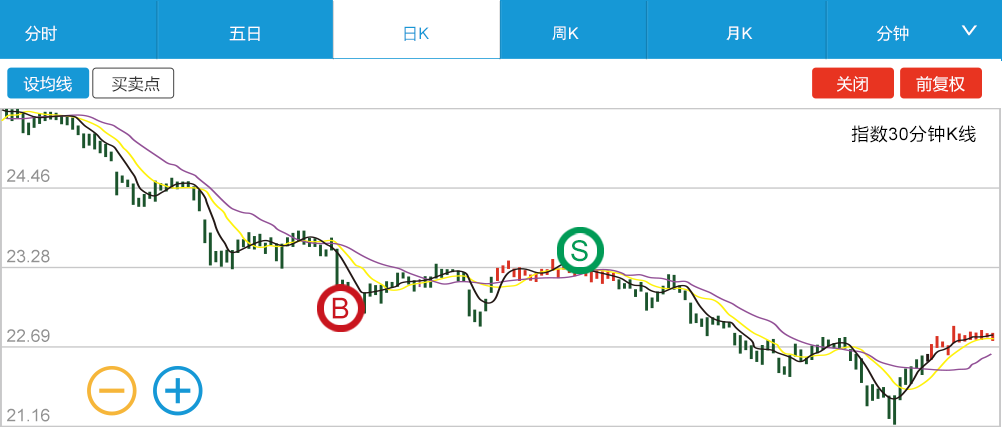 分时 五日 日K 周K 月K 分钟
设均线 买卖点 关闭 前复权
指数30分钟K线
24.46
23.28
S
B
22.69
21.16